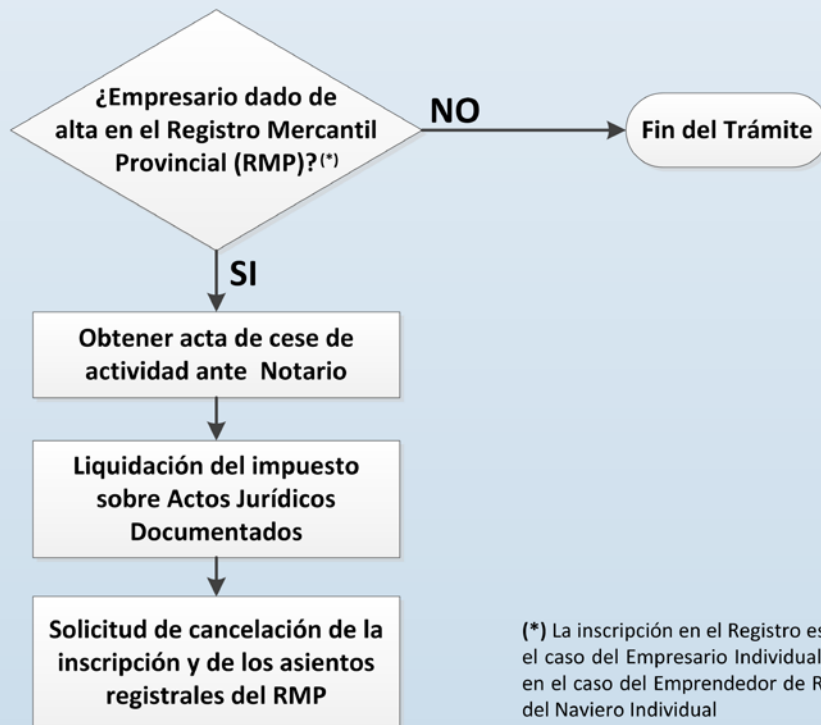 ¿Empresario dado de
alta en el Registro Mercantil
Provincial (RMP)? (*)
NO
Fin del Trámite
SI
Obtener acta de cese de
actividad ante Notario
Liquidación del impuesto
sobre Actos Jurídicos
Documentados
Solicitud de cancelación de la
inscripción y de los asientos
registrales del RMP
(*) La inscripción en el Registro es
el caso del Empresario Individual
en el caso del Emprendedor de R
del Naviero Individual